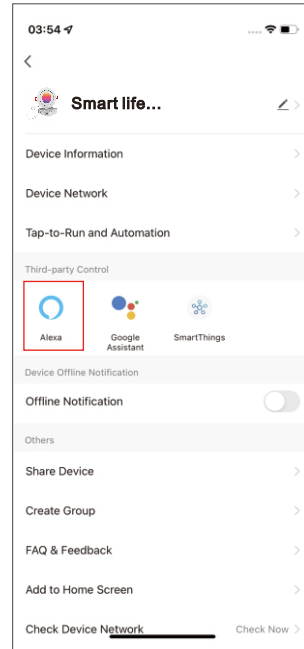 03:54
Smart life...
Device Information
Device Network
Tap-to-Run and Automation
Third-party Control
Alexa
Google
Assistant
SmartThings
Device Offline Notification
Offline Notification
Others
Share Device
Create Group
FAQ & Feedback
Add to Home Screen
Check Device Network Check Now